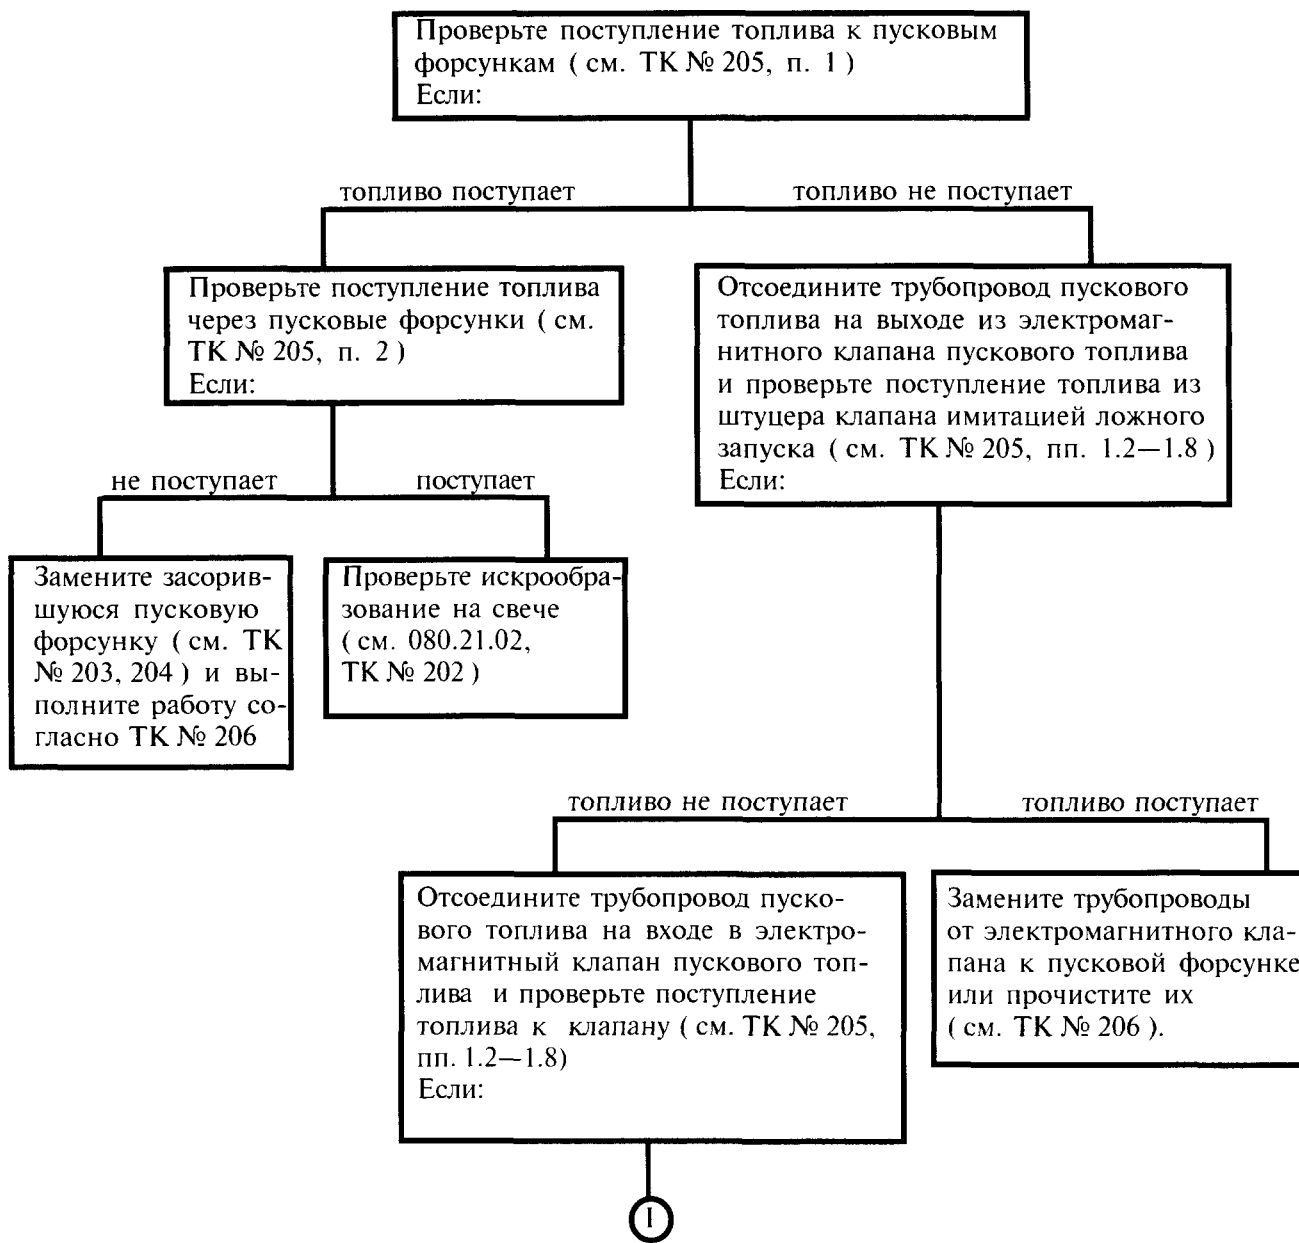 Проверьте поступление топлива к пусковым
форсункам ( см. ТК № 205, п. 1 )
Если:
топливо поступает
топливо не поступает
Проверьте поступление топлива
через пусковые форсунки ( см.
ТК № 205, п. 2 )
Если:
Отсоедините трубопровод пускового
топлива на выходе из электромаг-
нитного клапана пускового топлива
и проверьте поступление топлива из
штуцера клапана имитацией ложного
запуска ( см. ТК № 205, пп. 1.2—1.8 )
Если:
не поступает
поступает
Замените засорив-
шуюся пусковую
форсунку ( см. ТК
№ 203, 204 ) и вы-
полните работу со-
гласно ТК № 206
Проверьте искрообра-
зование на свече
( см. 080.21.02,
ТК № 202 )
топливо не поступает
топливо поступает
Отсоедините трубопровод пуско-
вого топлива на входе в электро-
магнитный клапан пускового топ-
лива и проверьте поступление
топлива к клапану ( см. ТК № 205,
пп. 1.2—1.8)
Если:
Замените трубопроводы
от электромагнитного кла-
пана к пусковой форсунке
или прочистите их
( см. ТК № 206 ).
I